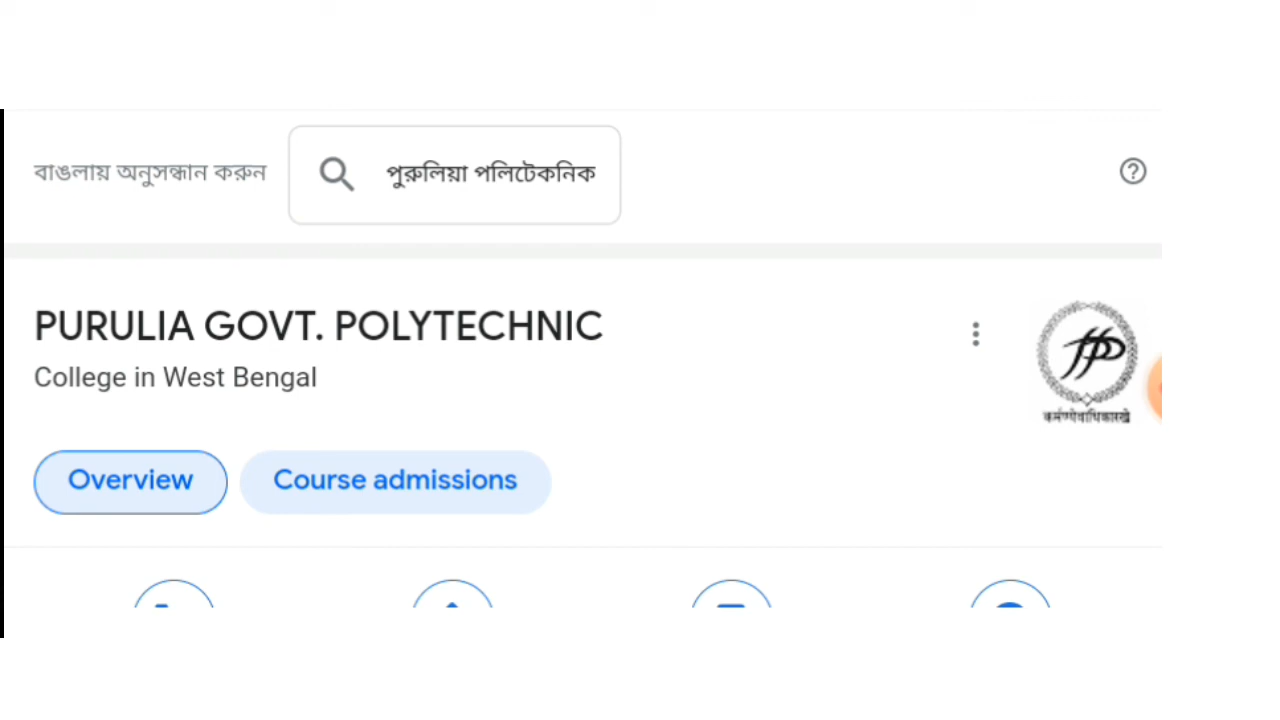 বাঙলায় অনুসন্ধান করুন
পুরুলিয়া পলিটেকনিক
PURULIA GOVT. POLYTECHNIC
College in West Bengal
Overview
Course admissions